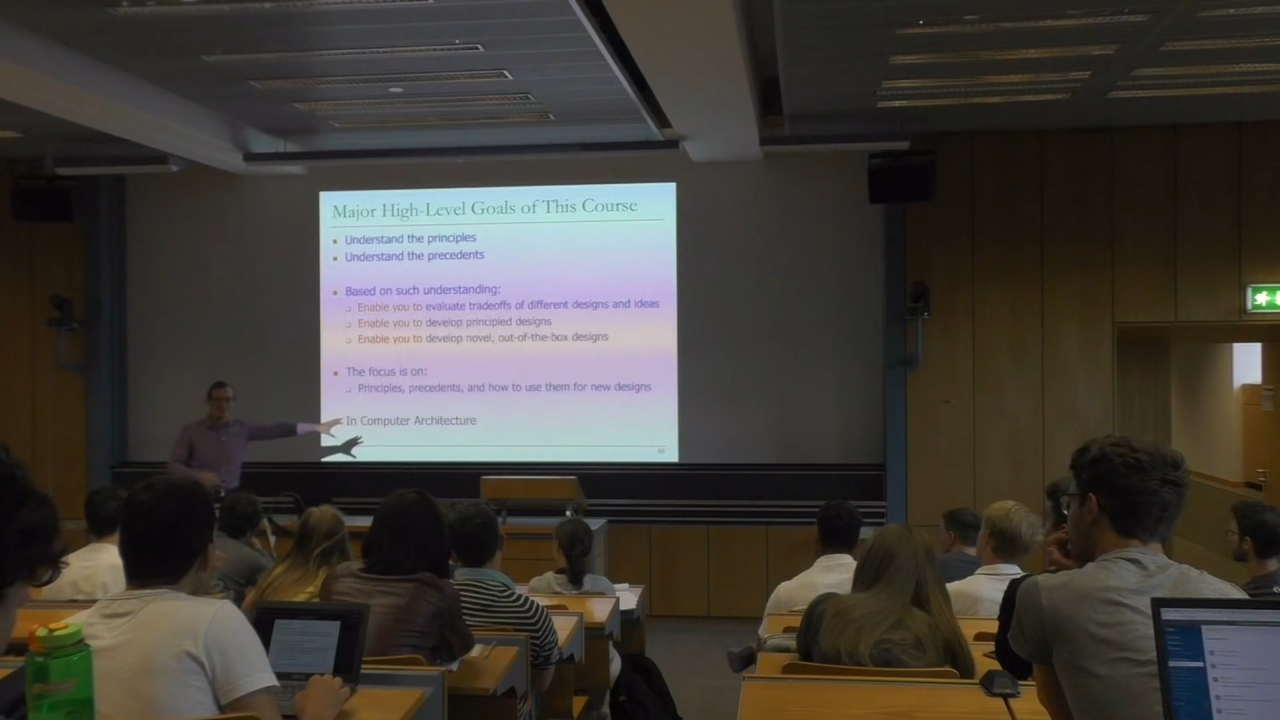 Major High-Level Goals of This Course
Understand the principles
Understand the precedents
Based on such understanding:
Enable you to evaluate tradeoffs of different designs and ideas
Enable you to develop principled designs
Enable you to develop novel, out-of-the-box designs
The focus is on:
Principles, precedents, and how to use them for new designs
In Computer Architecture